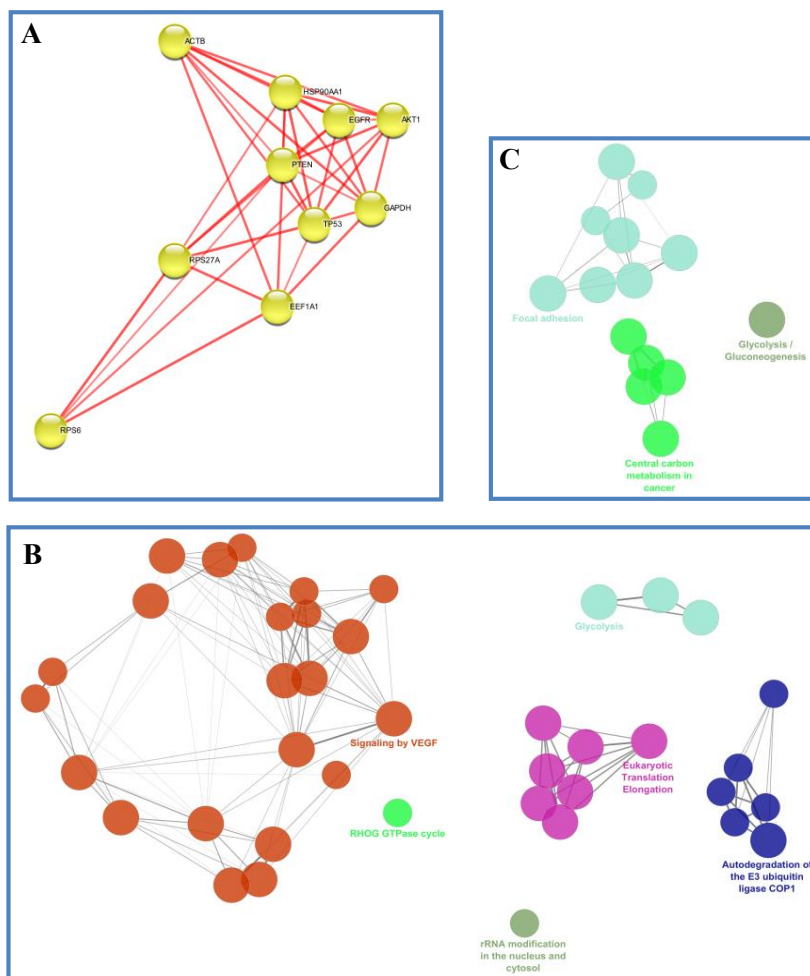 A
ACTB
HSP90AA1
EGFR
AKT1
PTEN
GAPDH
TP53
RPS27A
EEF1A1
RPS6
C
Focal adhesion
Glycolysis /
Gluconeogenesis
Central carbon
metabolism in
cancer
B
Glycolysis
Signaling by VEGF
RHOG GTPase cycle
Eukaryotic
Translation
Elongation
Autodegradation of
the E3 ubiquitin
ligase COP1
rRNA modification
in the nucleus and
cytosol